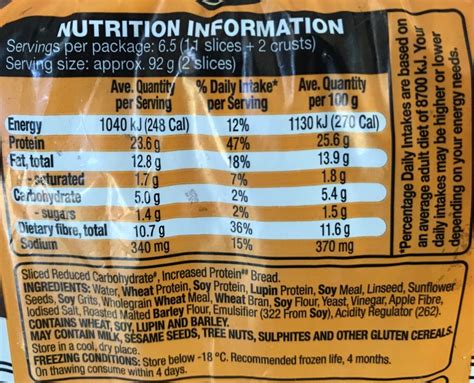 NUTRITION INFORMATION
Servings per package: 6.5 (11 slices + 2 crusts)
Serving size: approx. 92 g (2 slices)
Ave. Quantity per Serving % Daily Intake* per Serving Ave. Quantity per 100 g
Energy 1040 kJ (248 Cal) 12% 1130 kJ (270 Cal)
Protein 23.6 g 47% 25.6 g
Fat, total 12.8 g 18% 13.9 g
- saturated 1.7 g 7% 1.8 g
Carbohydrate 5.0 g 2% 5.4 g
- sugars 1.4 g 2% 1.5 g
Dietary fibre, total 10.7 g 36% 11.6 g
Sodium 340 mg 15% 370 mg
*Percentage Daily Intakes are based on
an average adult diet of 8700 kJ. Your
daily intakes may be higher or lower
depending on your energy needs.
Sliced Reduced Carbohydrate#, Increased Protein## Bread.
INGREDIENTS: Water, Wheat Protein, Soy Protein, Lupin Protein, Soy Meal, Linseed, Sunflower
Seeds, Soy Grits, Wholegrain Wheat Meal, Wheat Bran, Soy Flour, Yeast, Vinegar, Apple Fibre,
Iodised Salt, Roasted Malted Barley Flour, Emulsifier (322 From Soy), Acidity Regulator (262).
CONTAINS WHEAT, SOY, LUPIN AND BARLEY.
MAY CONTAIN MILK, SESAME SEEDS, TREE NUTS, SULPHITES AND OTHER GLUTEN CEREALS.
Store in a cool, dry place.
FREEZING CONDITIONS: Store below -18 °C. Recommended frozen life, 4 months.
On thawing consume within 4 days.